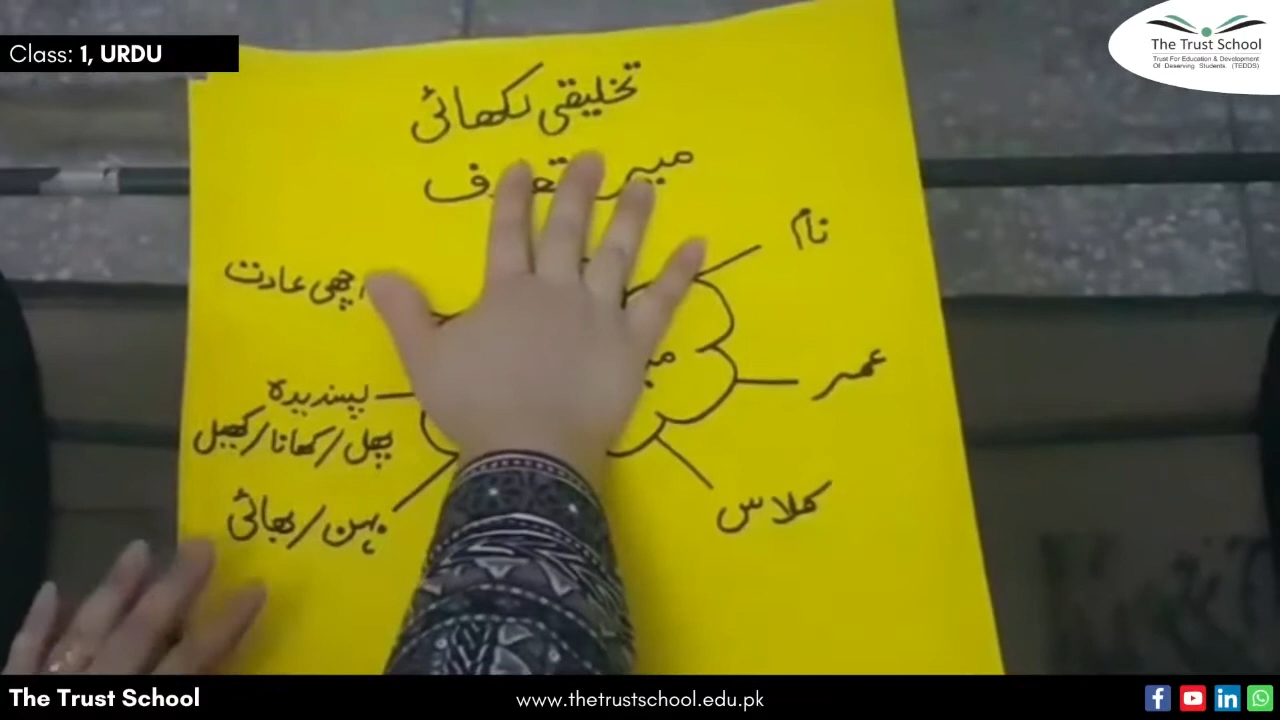 Class: 1, URDU
The Trust School
Trust For Education & Development
Of Deserving Students. (TEDDS)
تخلیقی لکھائی
نام
اچھی عادت
عمر
پسندیدہ
پھل/کھانا/کھیل
کلاس
بہن/بھائی
The Trust School
www.thetrustschool.edu.pk